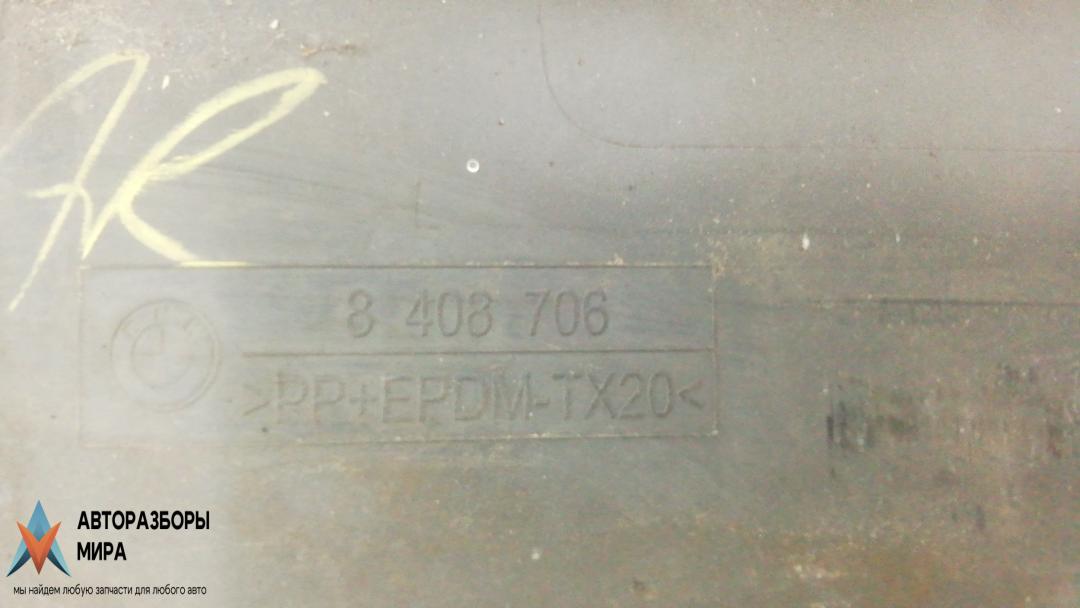 8 408 706
>PP+EPDM-TX20<
АВТОРАЗБОРЫ
МИРА
мы найдем любую запчасти для любого авто